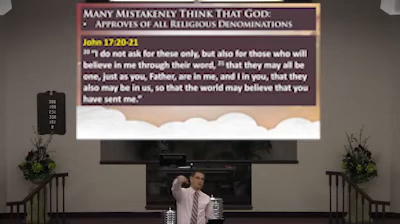 MANY MISTAKENLY THINK THAT GOD:
• APPROVES OF ALL RELIGIOUS DENOMINATIONS
John 17:20-21
20 "I do not ask for these only, but also for those who will
believe in me through their word, 21 that they may all be
one, just as you, Father, are in me, and I in you, that they
also may be in us, so that the world may believe that you
have sent me."